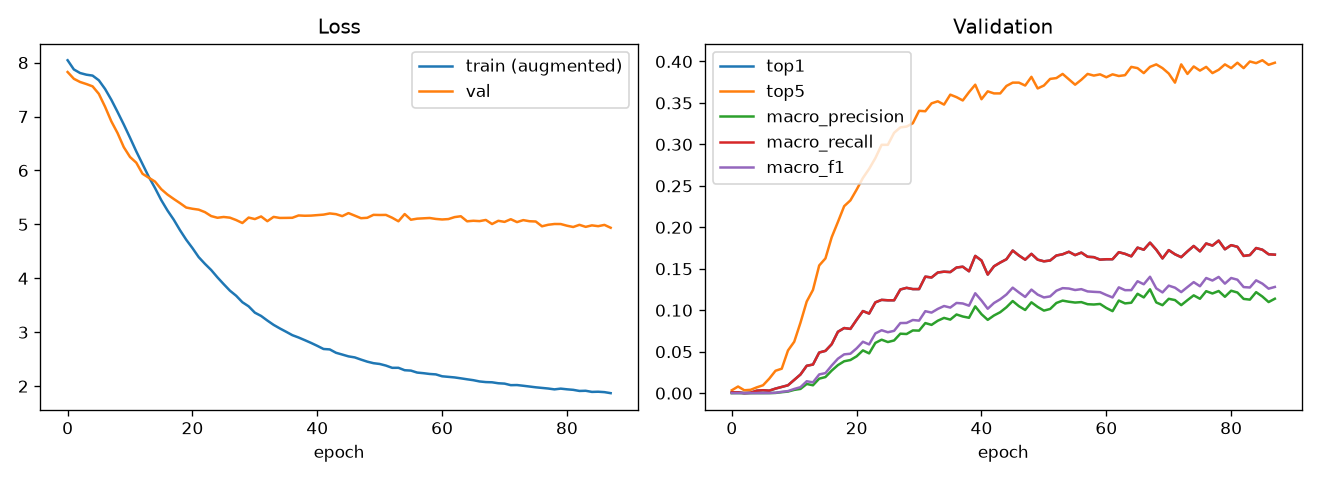 Loss
train (augmented)
val
8
7
6
5
4
3
2
0
20
40
60
80
epoch
Validation
top1
top5
macro_precision
macro_recall
macro_f1
0.40
0.35
0.30
0.25
0.20
0.15
0.10
0.05
0.00
0
20
40
60
80
epoch